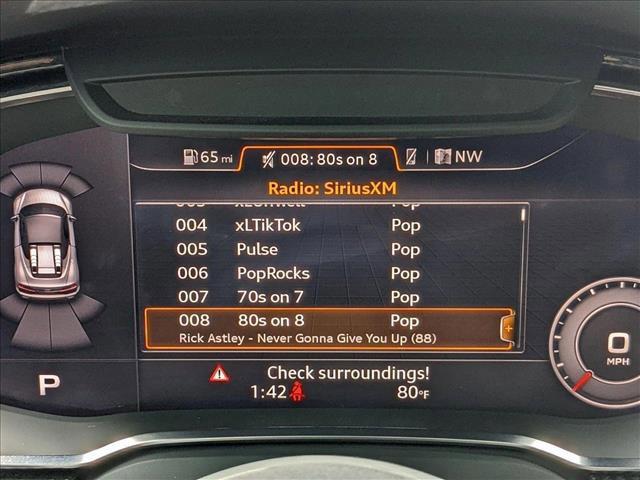 65 mi 008: 80s on 8 NW
Radio: SiriusXM
004 xLTikTok Pop
005 Pulse Pop
006 PopRocks Pop
007 70s on 7 Pop
008 80s on 8 Pop
Rick Astley - Never Gonna Give You Up (88)
Check surroundings!
P 1:42 80°F
0
MPH